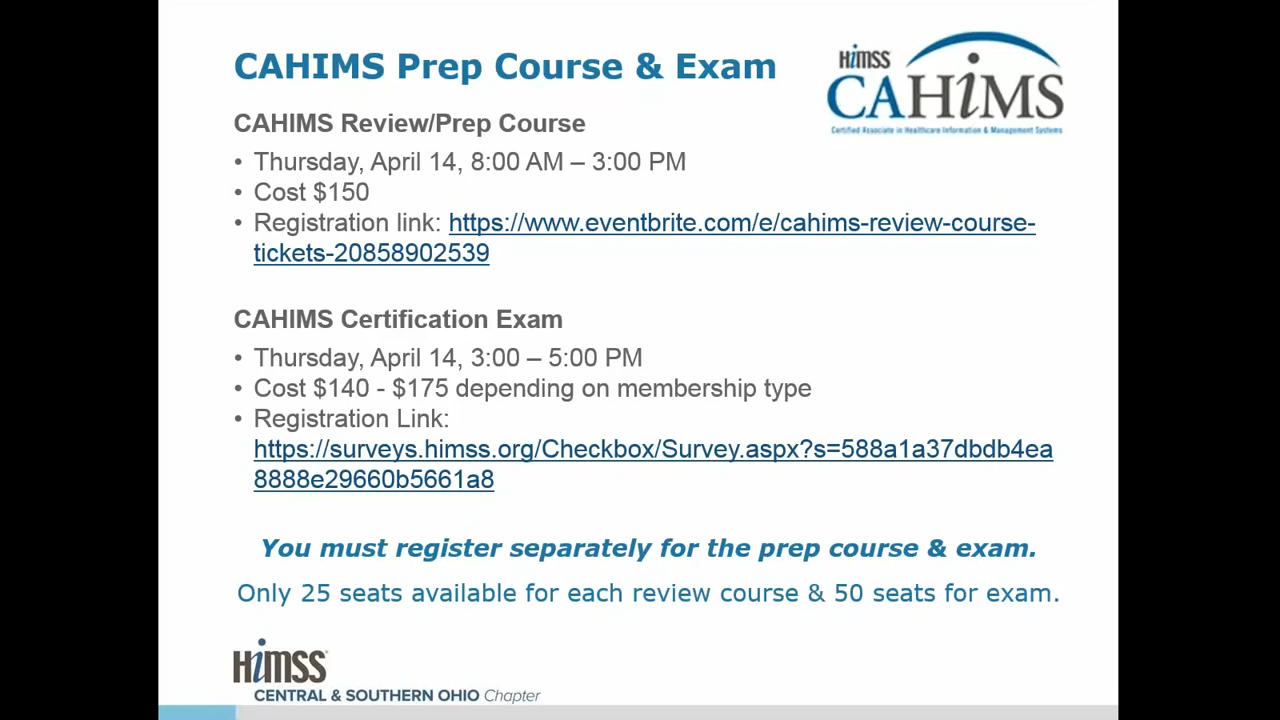 CAHIMS Prep Course & Exam
HiMSS
CAHiMS
Certified Associate in Healthcare Information & Management Systems
CAHIMS Review/Prep Course
• Thursday, April 14, 8:00 AM – 3:00 PM
• Cost $150
• Registration link: https://www.eventbrite.com/e/cahims-review-course-
tickets-20858902539
CAHIMS Certification Exam
• Thursday, April 14, 3:00 – 5:00 PM
• Cost $140 - $175 depending on membership type
• Registration Link:
https://surveys.himss.org/Checkbox/Survey.aspx?s=588a1a37dbdb4ea
8888e29660b5661a8
You must register separately for the prep course & exam.
Only 25 seats available for each review course & 50 seats for exam.
HiMSS
CENTRAL & SOUTHERN OHIO Chapter